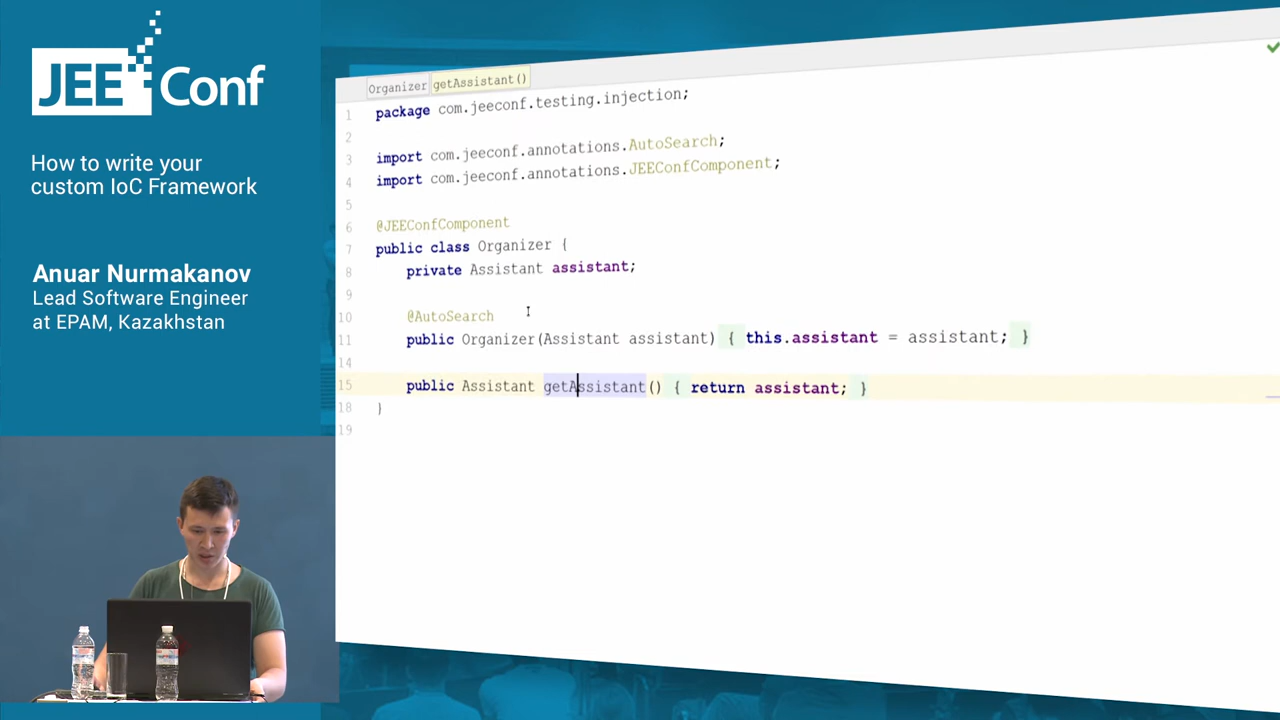 JEE Conf
How to write your
custom IoC Framework
Anuar Nurmakanov
Lead Software Engineer
at EPAM, Kazakhstan
Organizer getAssistant()
1 package com.jeeconf.testing.injection;
2
3 import com.jeeconf.annotations.AutoSearch;
4 import com.jeeconf.annotations.JEEConfComponent;
5
6 @JEEConfComponent
7 public class Organizer {
8 private Assistant assistant;
9
10 @AutoSearch
11 public Organizer(Assistant assistant) { this.assistant = assistant; }
14
15 public Assistant getAssistant() { return assistant; }
18 }
19